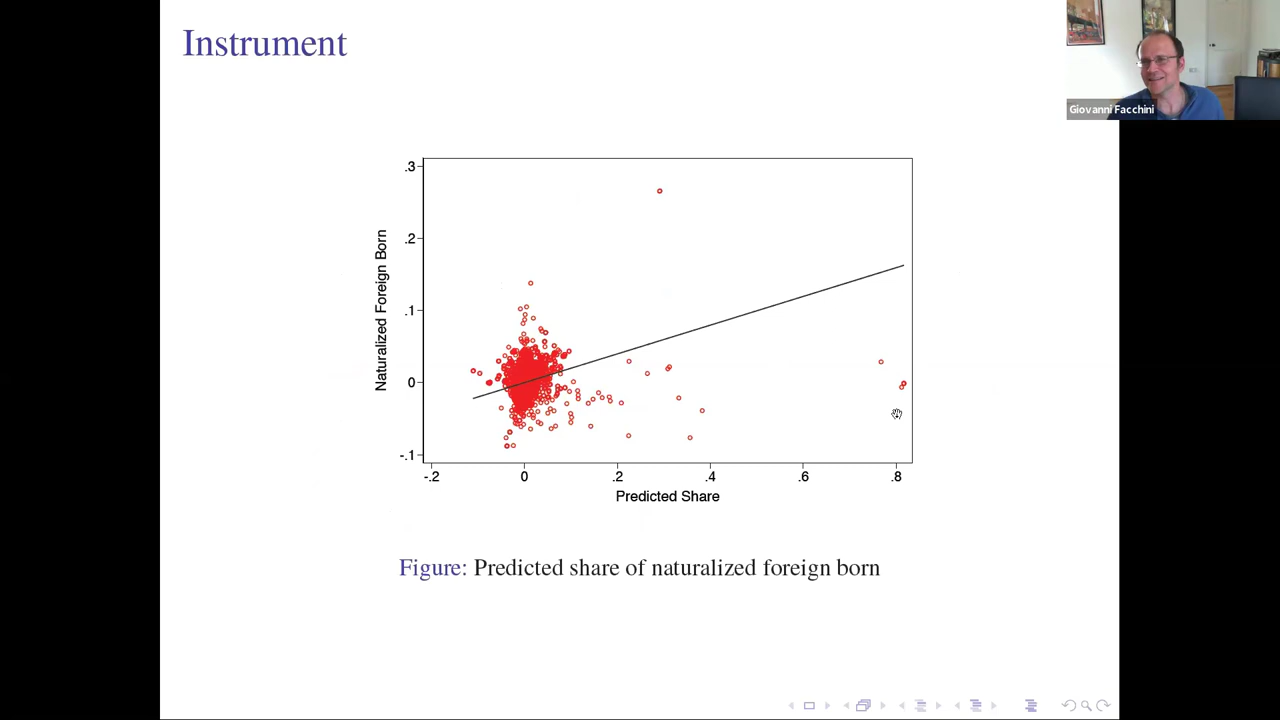 Instrument
Giovanni Facchini
.3
.2
.1
0
-.1
Naturalized Foreign Born
-.2 0 .2 .4 .6 .8
Predicted Share
Figure: Predicted share of naturalized foreign born